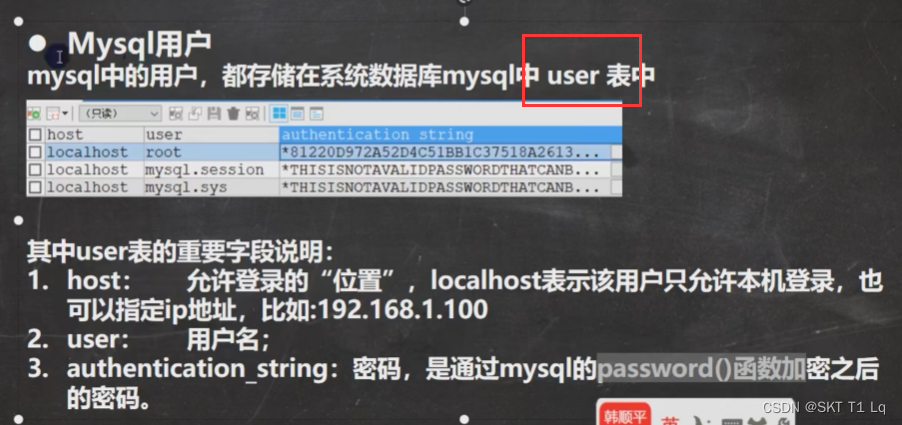 ● Mysql用户
mysql中的用户，都存储在系统数据库mysql中 user 表中
（只读）
host user authentication_string
localhost root *81220D972A52D4C51BB1C37518A2613...
localhost mysql.session *THISISNOTAVALIDPASSWORDTHATCANB...
localhost mysql.sys *THISISNOTAVALIDPASSWORDTHATCANB...
其中user表的重要字段说明：
1. host： 允许登录的“位置”，localhost表示该用户只允许本机登录，也
可以指定ip地址，比如:192.168.1.100
2. user： 用户名；
3. authentication_string：密码，是通过mysql的password()函数加密之后
的密码。
韩顺平 英
CSDN @SKT T1 Lq